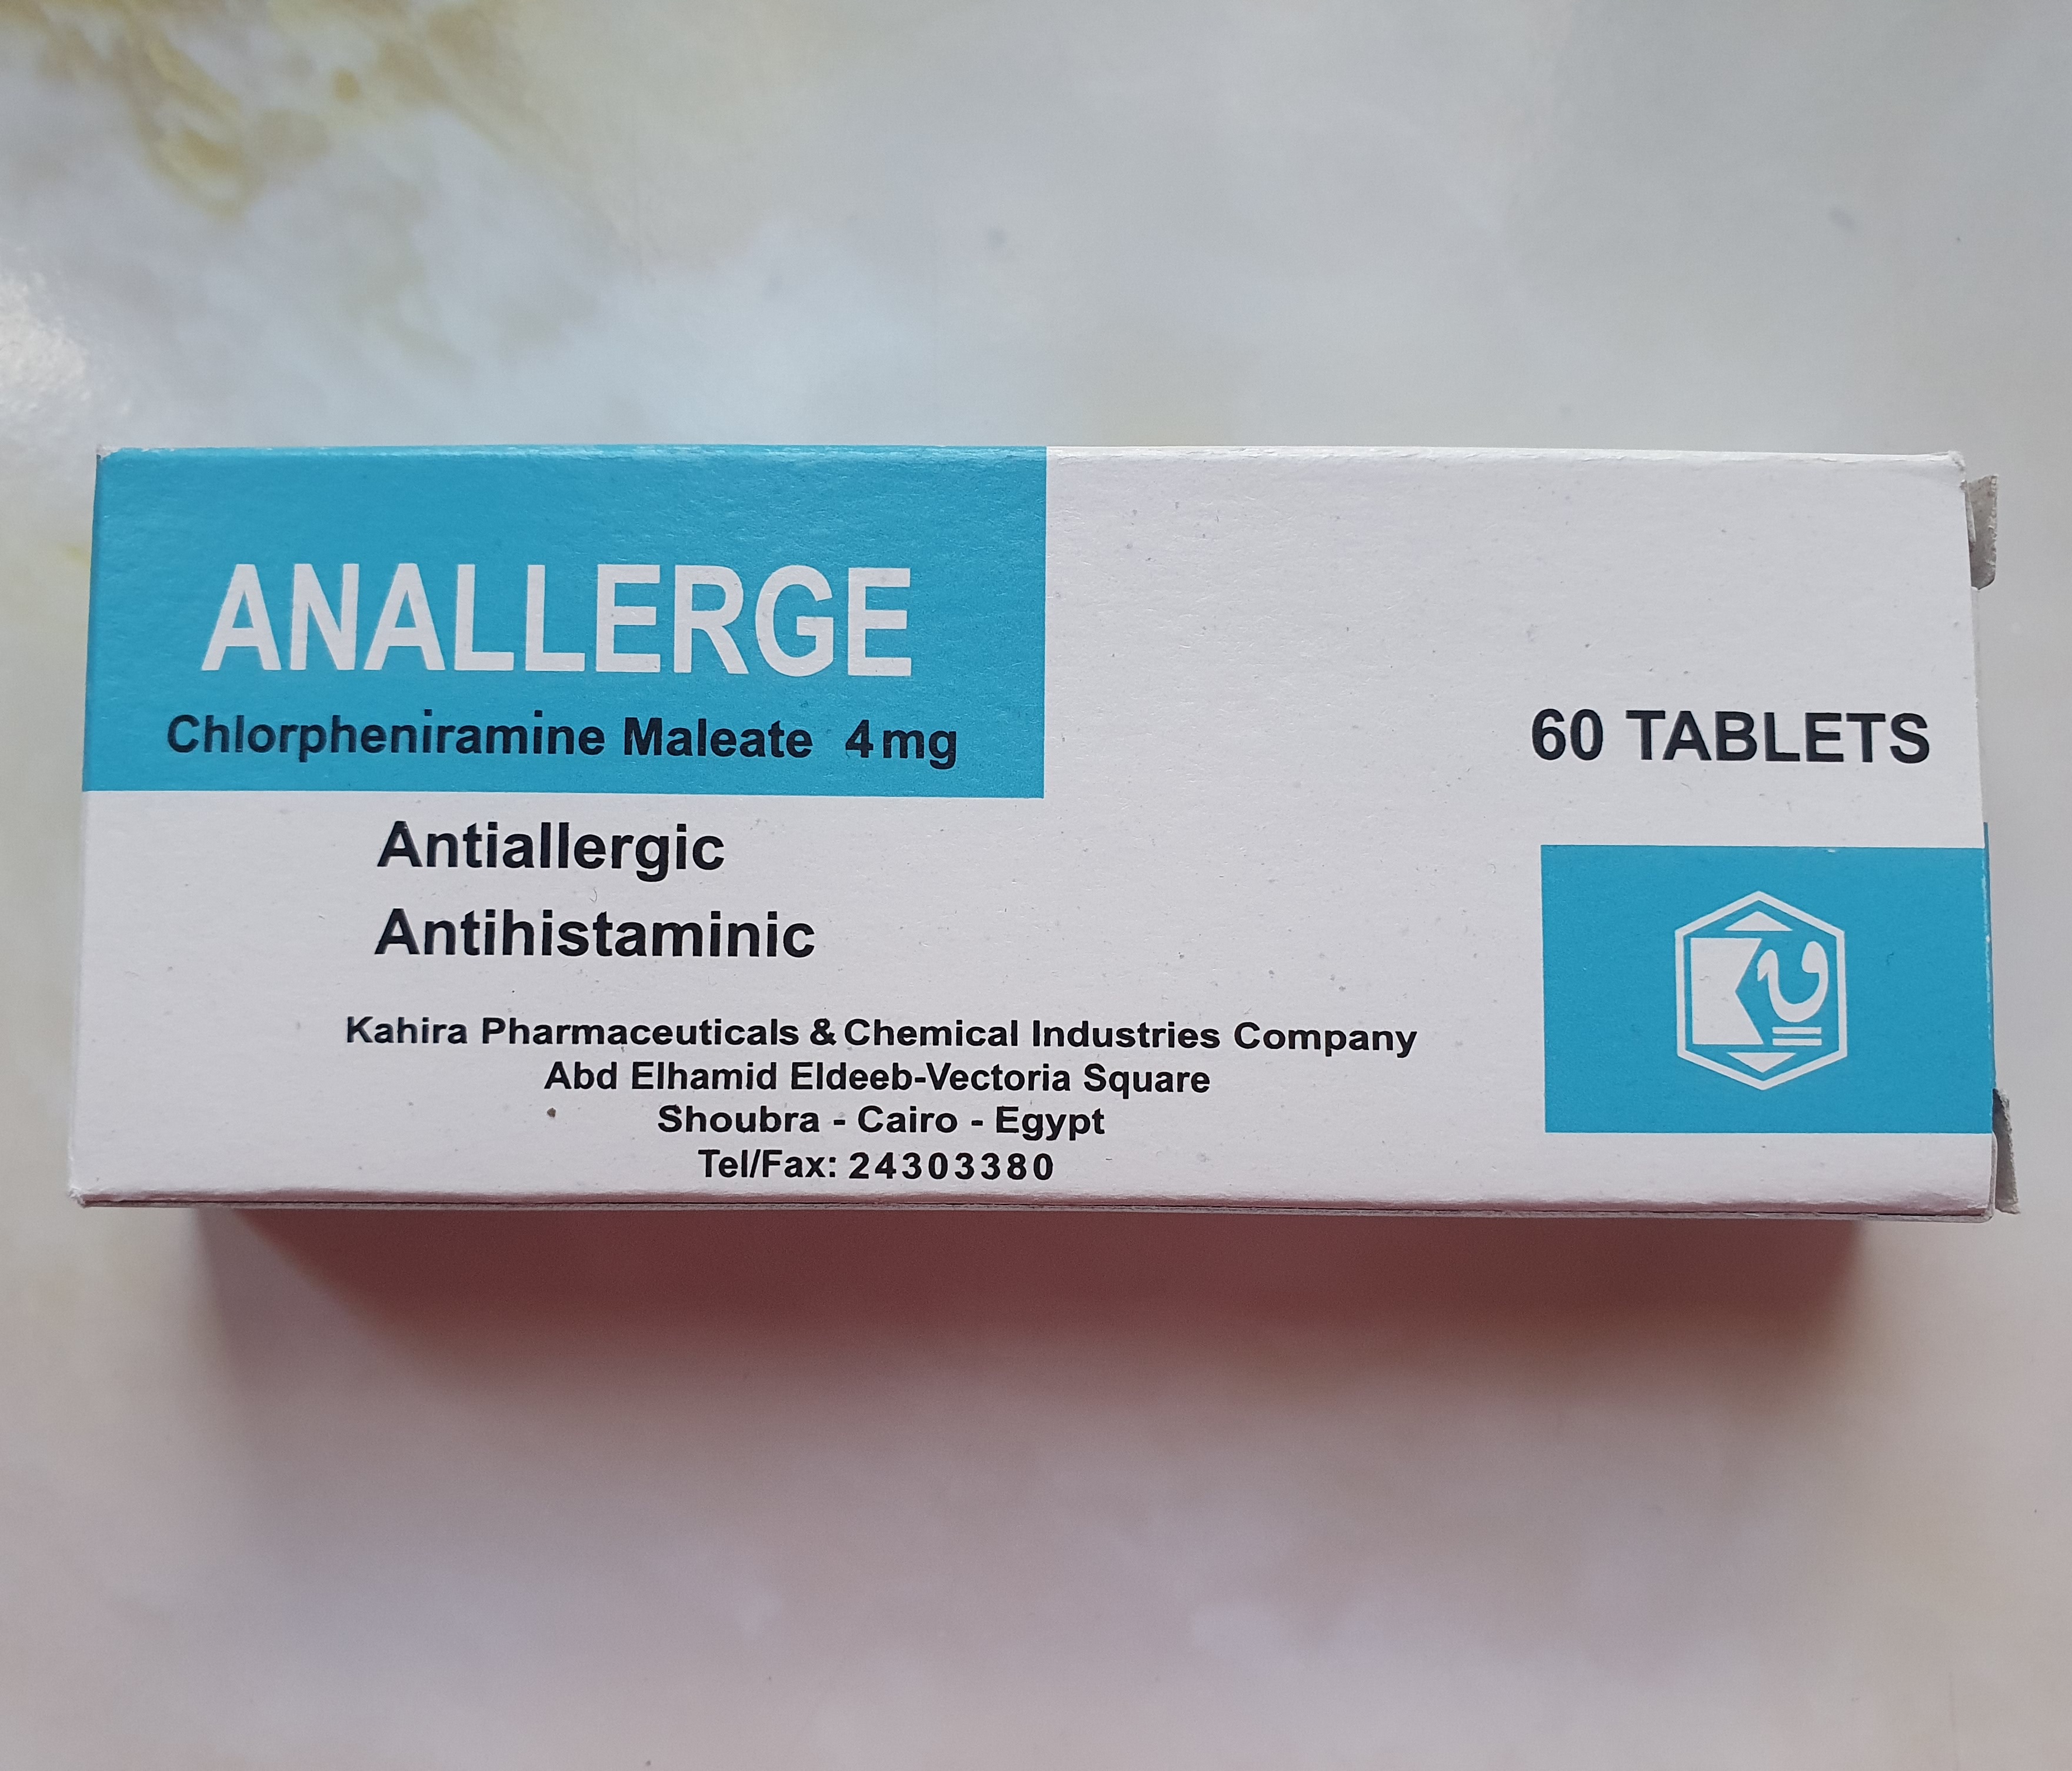 ANALLERGE
Chlorpheniramine Maleate 4mg
Antiallergic
Antihistaminic
60 TABLETS
Kahira Pharmaceuticals & Chemical Industries Company
Abd Elhamid Eldeeb-Vectoria Square
Shoubra - Cairo - Egypt
Tel/Fax: 24303380